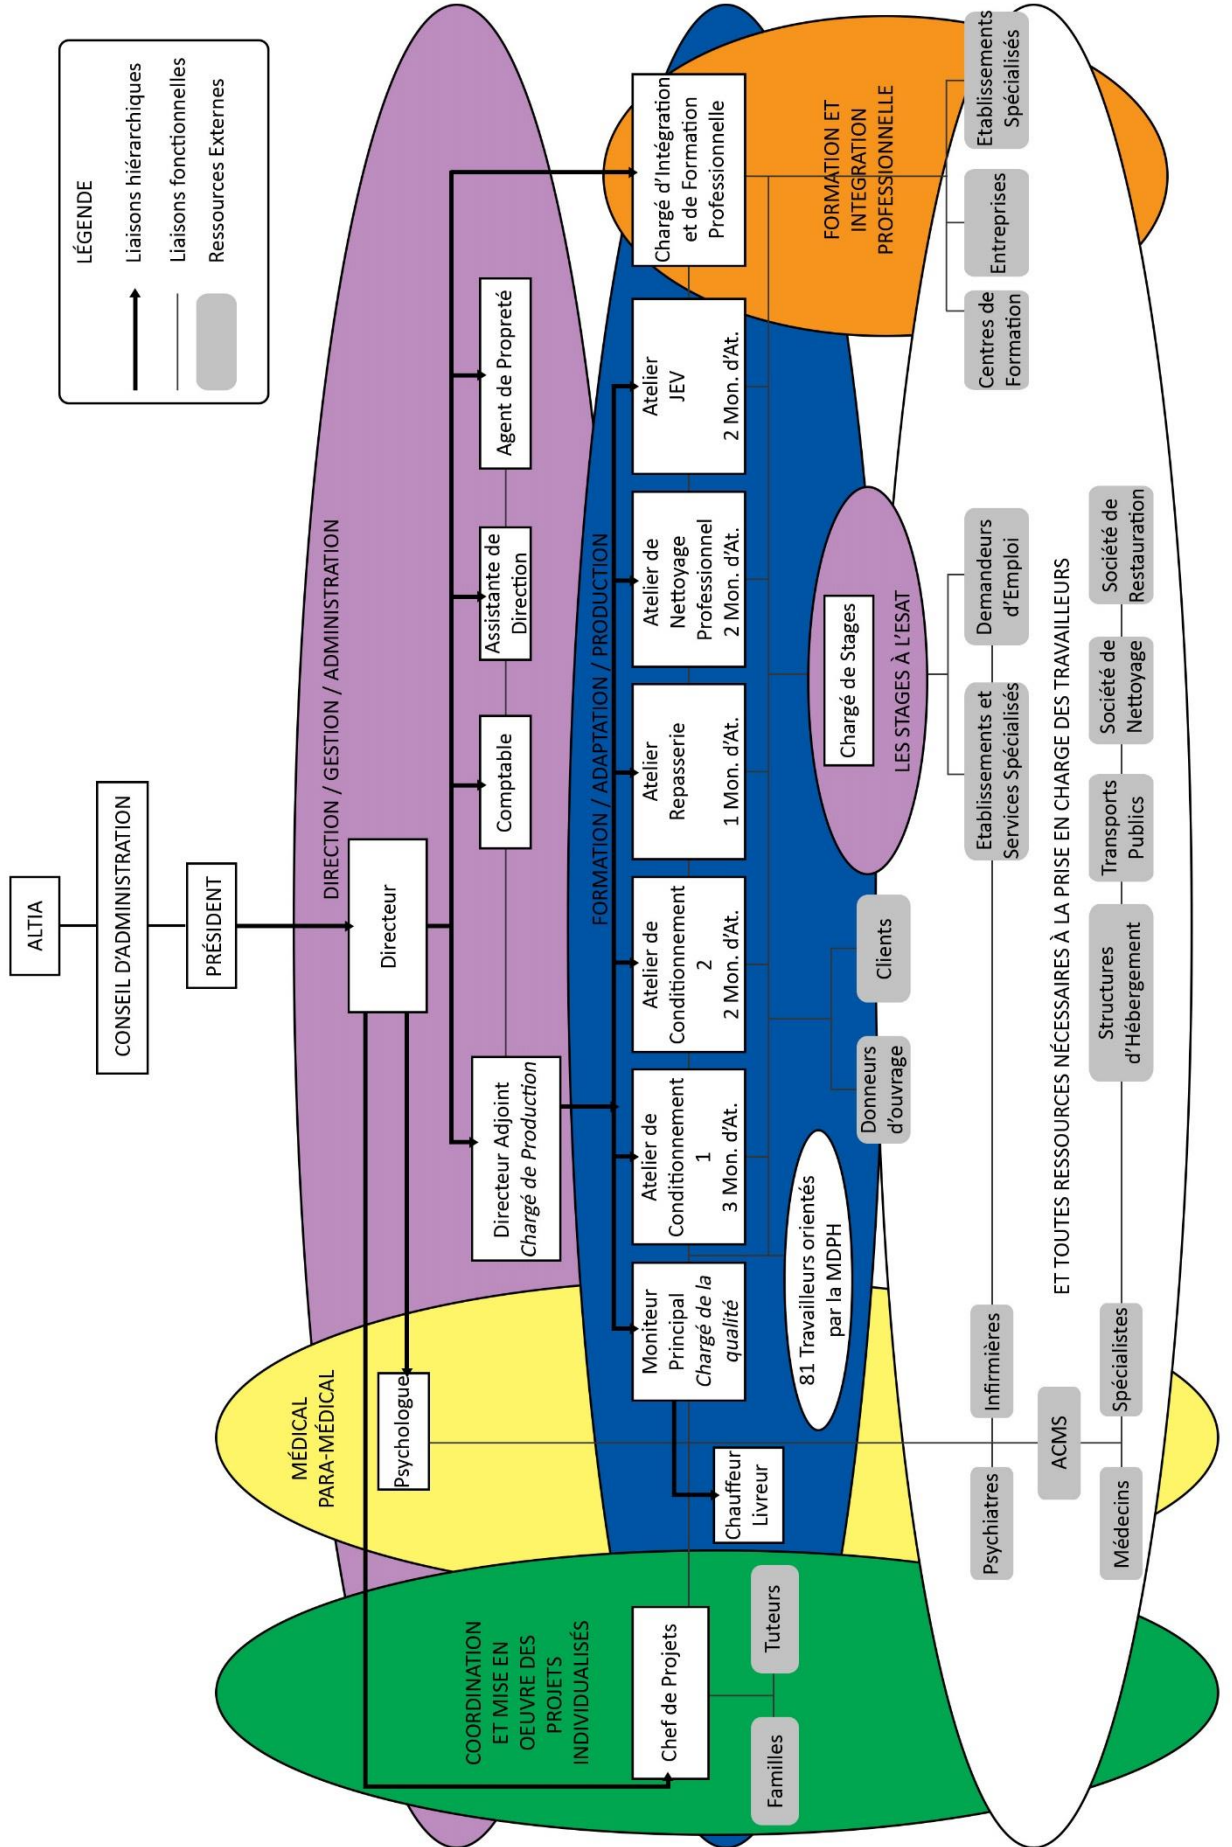 ALTIA
CONSEIL D'ADMINISTRATION
PRÉSIDENT
LÉGENDE
Liaisons hiérarchiques
Liaisons fonctionnelles
Ressources Externes
DIRECTION / GESTION / ADMINISTRATION
Directeur
MÉDICAL
PARA-MÉDICAL
Psychologue
Directeur Adjoint
Chargé de Production
Comptable
Assistante de
Direction
Agent de Propreté
COORDINATION
ET MISE EN
OEUVRE DES
PROJETS
INDIVIDUALISÉS
Chef de Projets
Familles
Tuteurs
FORMATION / ADAPTATION / PRODUCTION
Moniteur
Principal
Chargé de la
qualité
Chauffeur
Livreur
Atelier de
Conditionnement
1
3 Mon. d'At.
Atelier de
Conditionnement
2
2 Mon. d'At.
Atelier
Repasserie
1 Mon. d'At.
Atelier de
Nettoyage
Professionnel
2 Mon. d'At.
Atelier
JEV
2 Mon. d'At.
Chargé d'Intégration
et de Formation
Professionnelle
81 Travailleurs orientés
par la MDPH
Donneurs
d'ouvrage
Clients
Chargé de Stages
LES STAGES À L'ESAT
FORMATION ET
INTEGRATION
PROFESSIONNELLE
Psychiatres
Infirmières
Etablissements et
Services Spécialisés
Demandeurs
d'Emploi
Centres de
Formation
Entreprises
Etablissements
Spécialisés
ACMS
ET TOUTES RESSOURCES NÉCESSAIRES À LA PRISE EN CHARGE DES TRAVAILLEURS
Médecins
Spécialistes
Structures
d'Hébergement
Transports
Publics
Société de
Nettoyage
Société de
Restauration